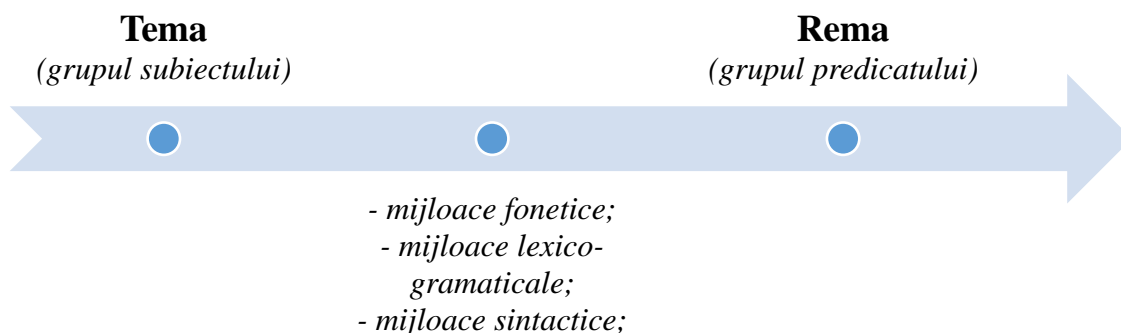 Tema
(grupul subiectului)
Rema
(grupul predicatului)
- mijloace fonetice;
- mijloace lexico-
gramaticale;
- mijloace sintactice;